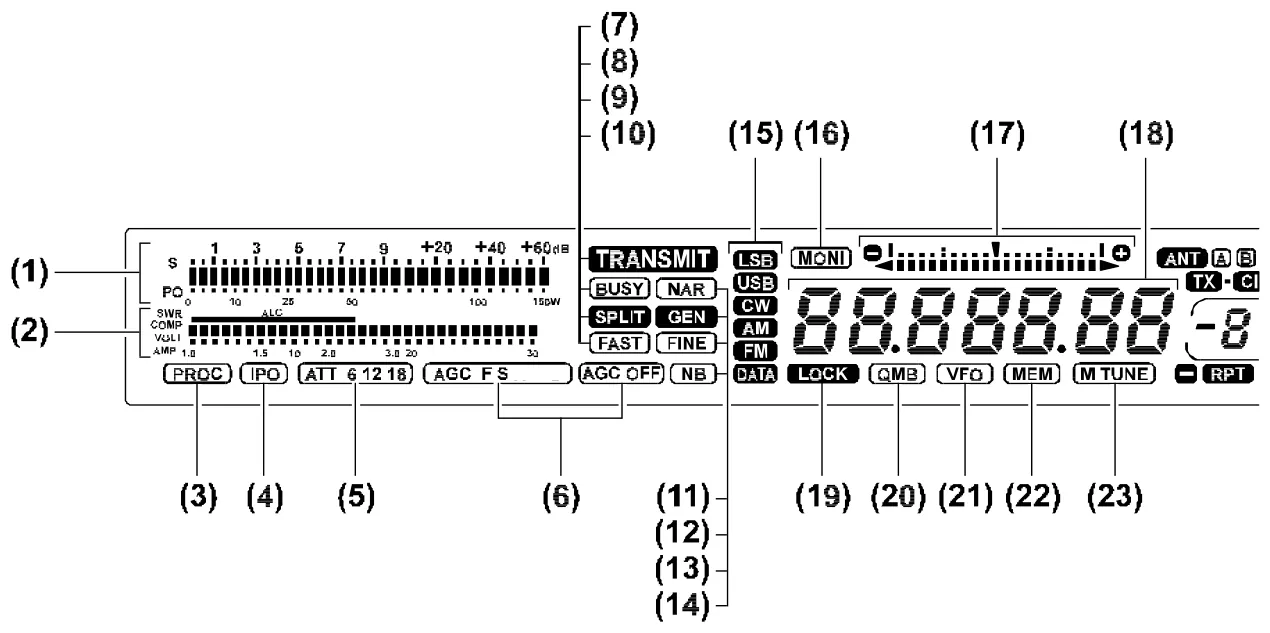 (7)
(8)
(9)
(10)
(15) (16) (17) (18)
1 3 5 7 9 +20 +40 +60dB
S
(1)
PO
0 10 25 50 100 150W
(2)
SWR ALC
COMP
VOLT
AMP 1.0 1.5 10 2.0 3.0 20 30
PROC IPO ATT 6 12 18 AGC F S AGC OFF NB
TRANSMIT
BUSY NAR
SPLIT GEN
FAST FINE
LSB
USB
CW
AM
FM
DATA
MONI
ANT A B
TX -
88.888.88
-8
LOCK QMB VFO MEM M TUNE RPT
(3) (4) (5) (6)
(11)
(12)
(13)
(14)
(19) (20) (21) (22) (23)